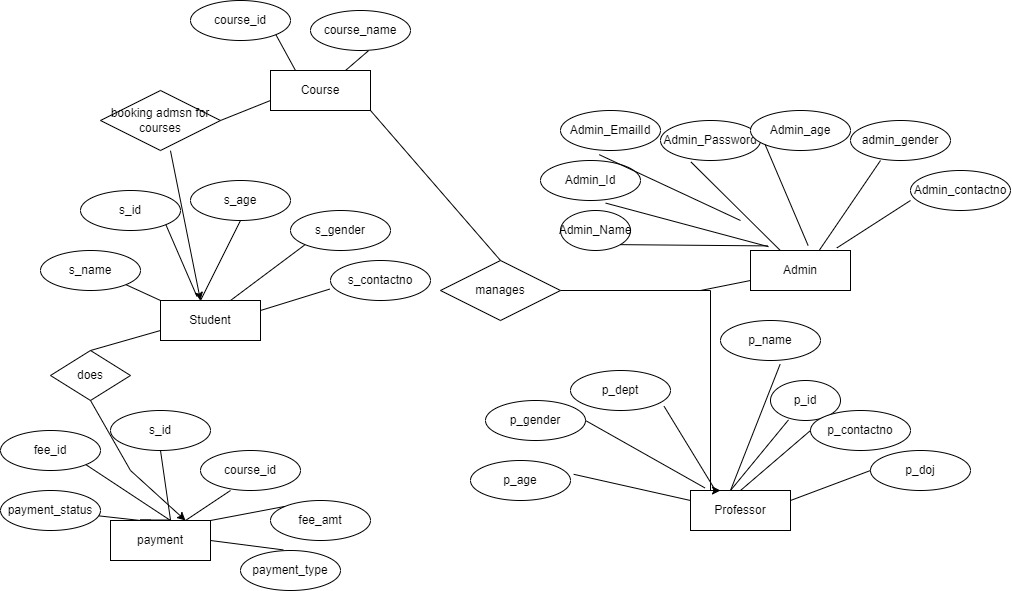 course_id
course_name
Course
booking admsn for
courses
Admin_EmailId
Admin_Password
Admin_age
admin_gender
Admin_Id
Admin_contactno
Admin_Name
s_id
s_age
s_gender
s_name
s_contactno
Admin
manages
Student
p_name
does
p_dept
p_id
p_gender
p_contactno
s_id
fee_id
course_id
p_age
p_doj
payment_status
fee_amt
Professor
payment
payment_type